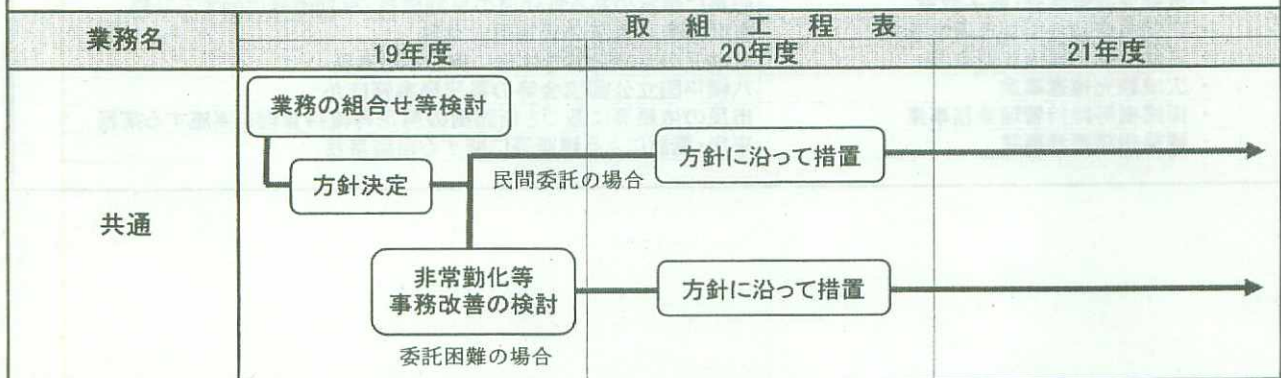 業務名
取組工程表
19年度
20年度
21年度
業務の組合せ等検討
方針決定
民間委託の場合
方針に沿って措置
共通
非常勤化等
事務改善の検討
方針に沿って措置
委託困難の場合